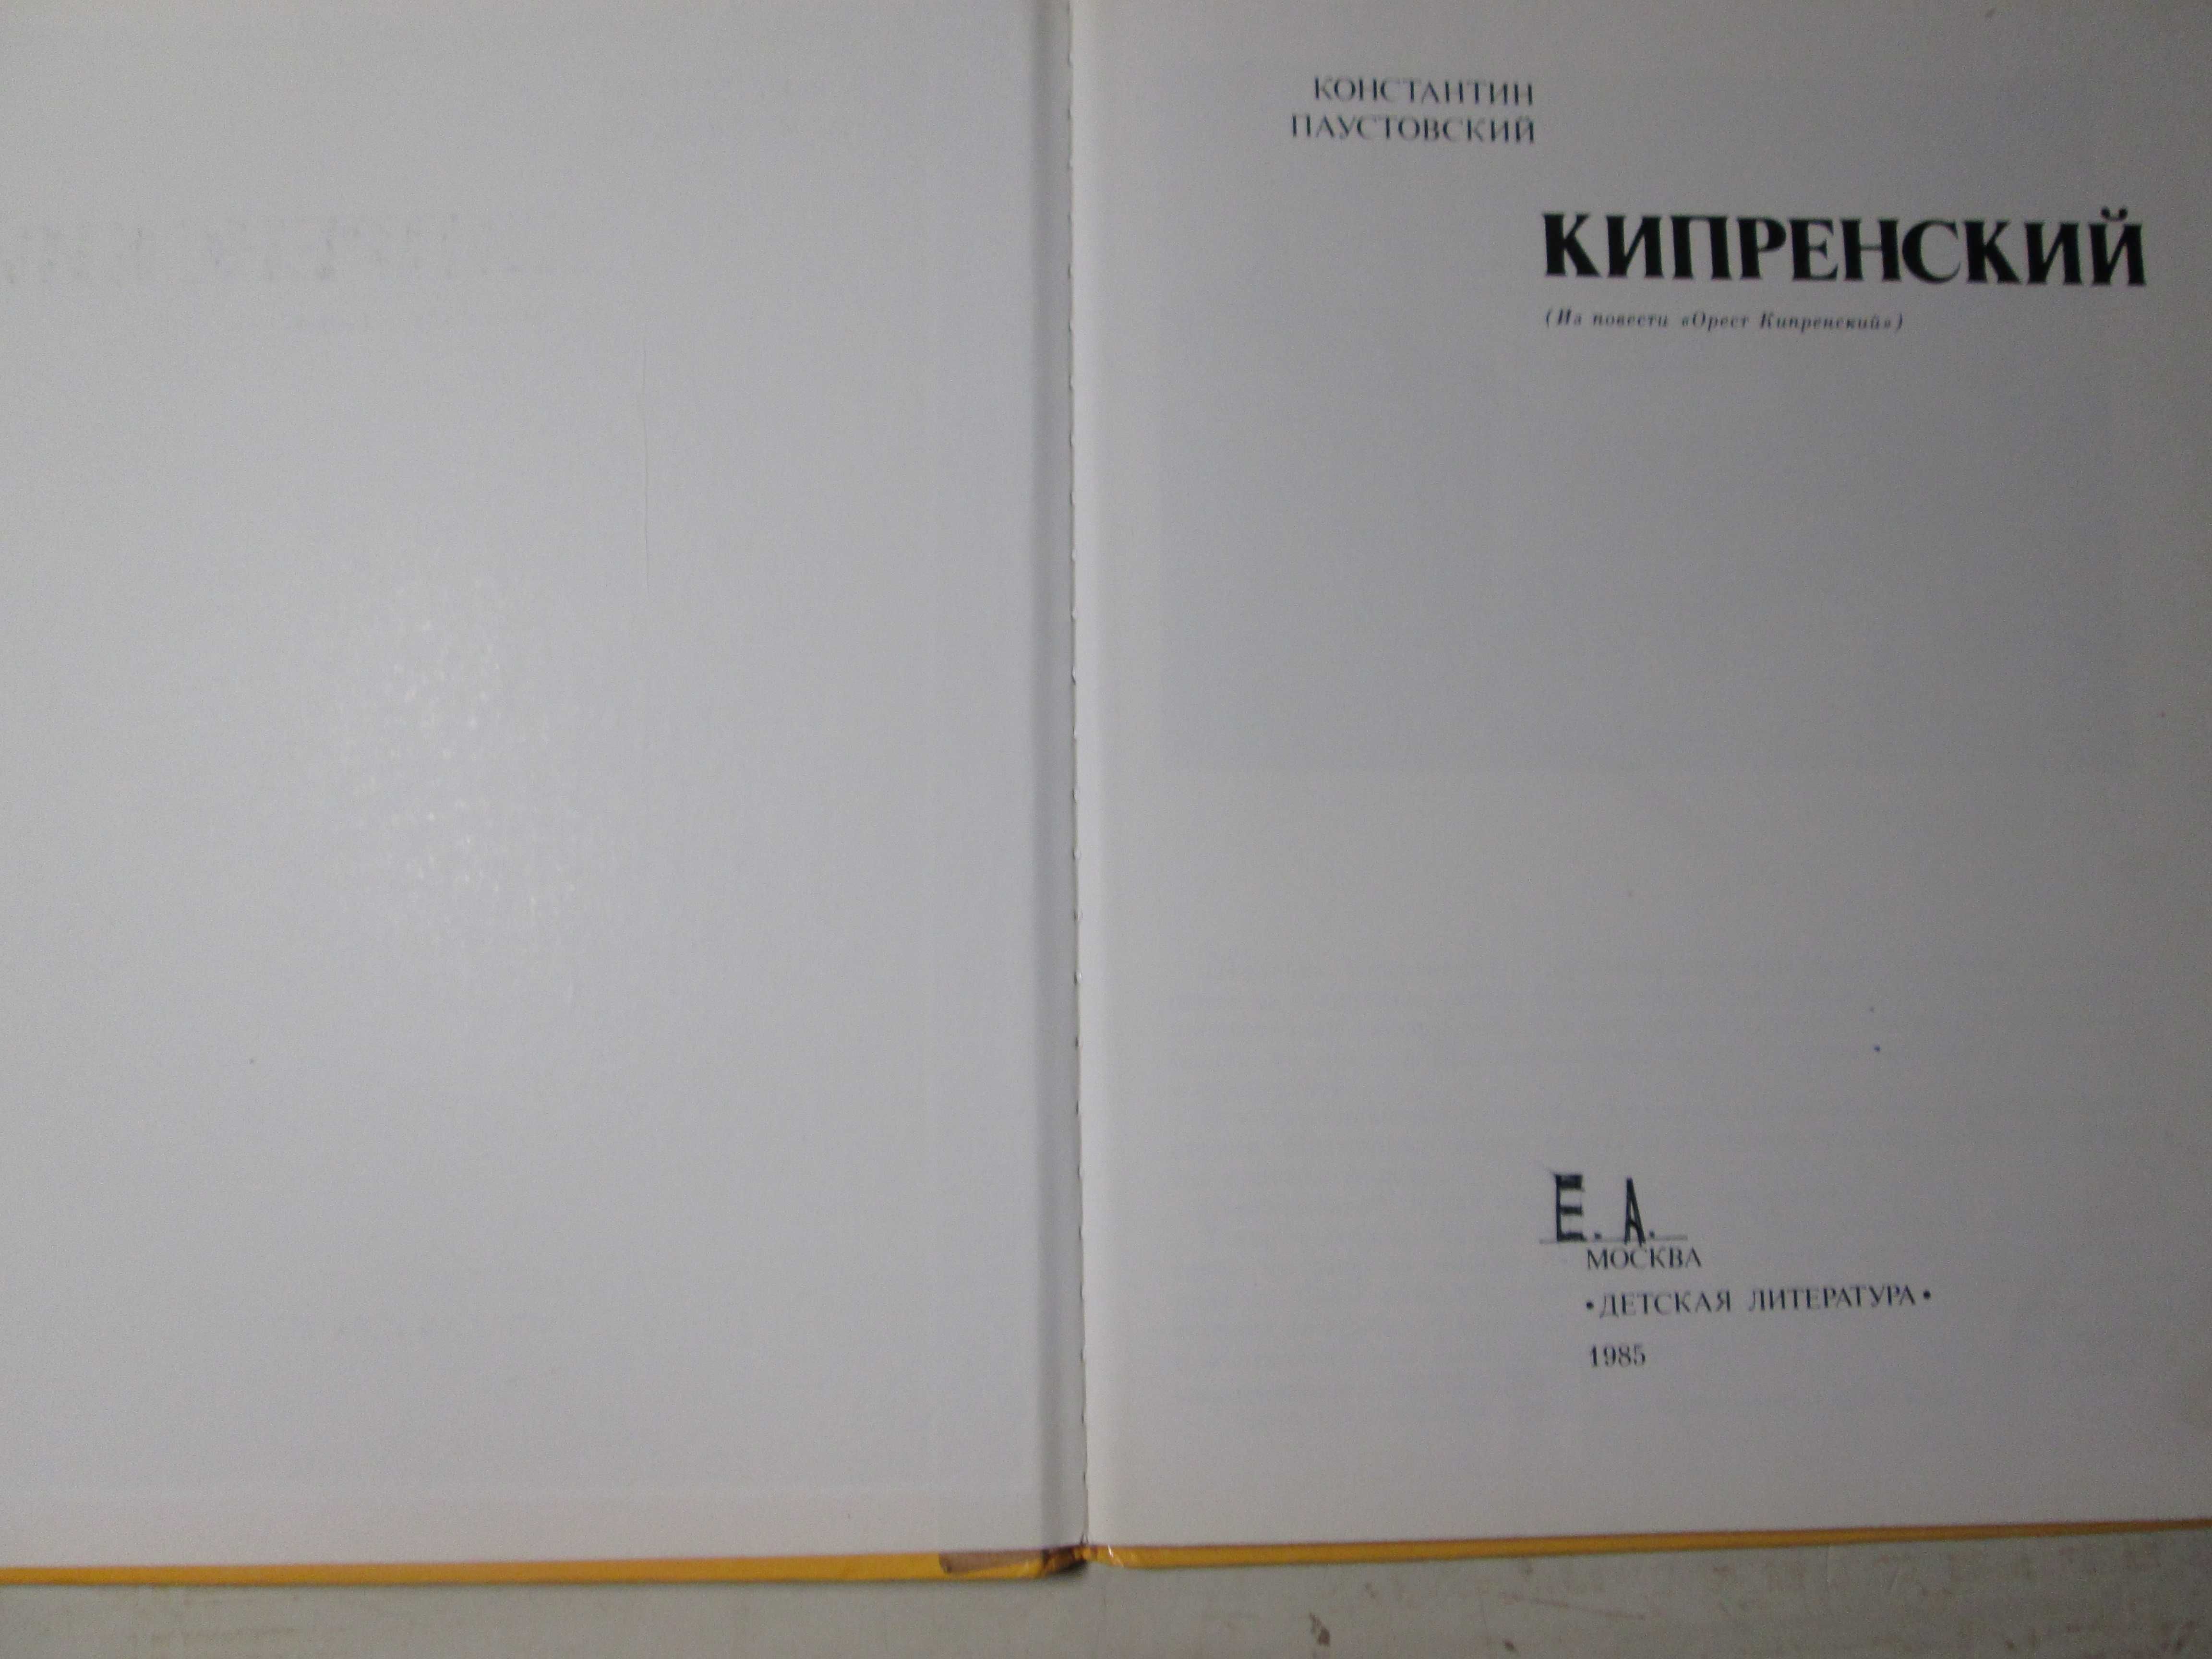 КОНСТАНТИН
ПАУСТОВСКИЙ
КИПРЕНСКИЙ
(Из повести «Орест Кипренский»)
Е. А.
МОСКВА
•ДЕТСКАЯ ЛИТЕРАТУРА•
1985